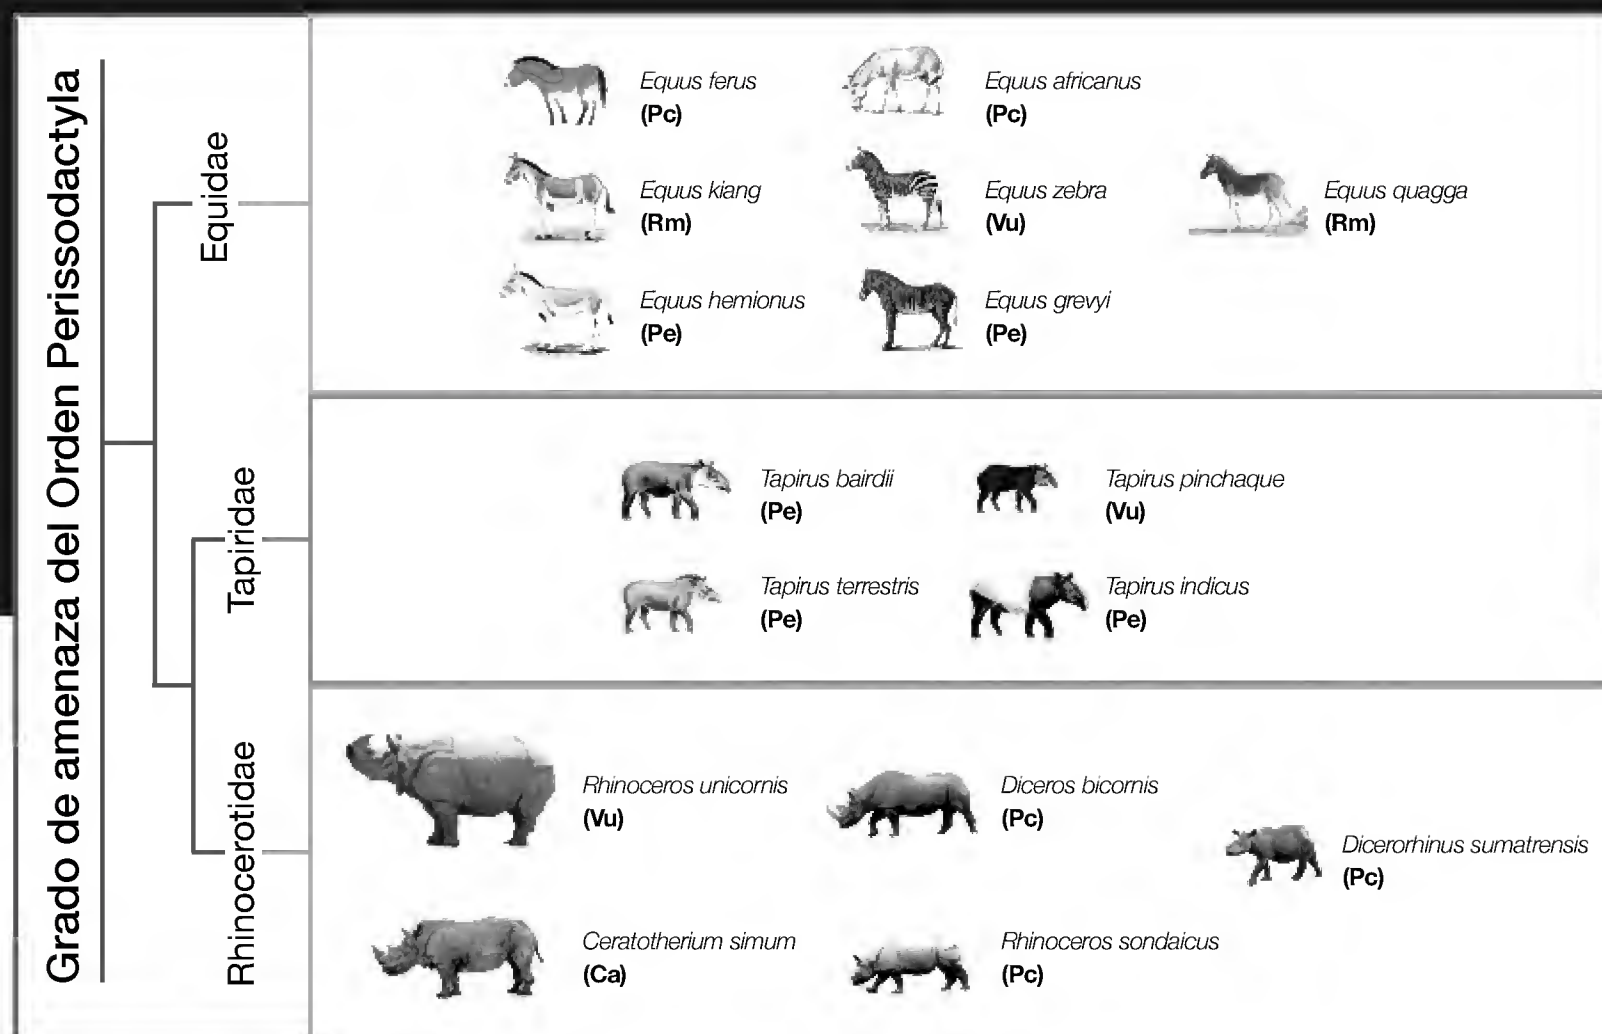 Grado de amenaza del Orden Perissodactyla
Equidae
Equus ferus
(Pc)
Equus africanus
(Pc)
Equus kiang
(Rm)
Equus zebra
(Vu)
Equus quagga
(Rm)
Equus hemionus
(Pe)
Equus grevyi
(Pe)
Tapiridae
Tapirus bairdii
(Pe)
Tapirus pinchaque
(Vu)
Tapirus terrestris
(Pe)
Tapirus indicus
(Pe)
Rhinocerotidae
Rhinoceros unicornis
(Vu)
Diceros bicornis
(Pc)
Dicerorhinus sumatrensis
(Pc)
Ceratotherium simum
(Ca)
Rhinoceros sondaicus
(Pc)